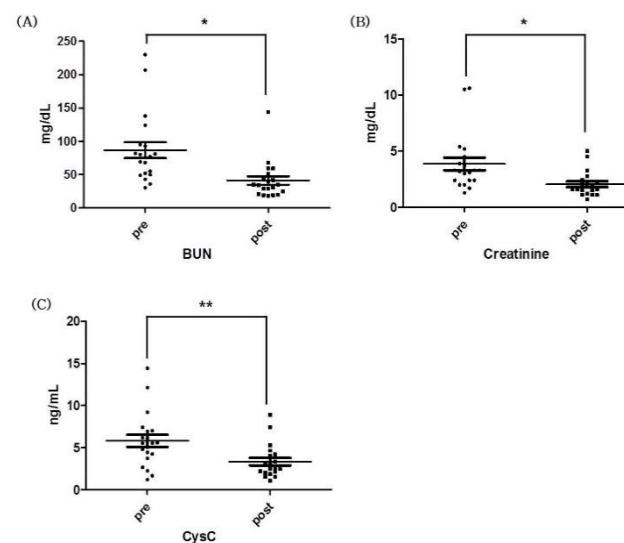 (A)
*
250
200
150
100
50
0
mg/dL
pre
post
BUN
(B)
*
15
10
5
0
mg/dL
pre
post
Creatinine
(C)
**
20
15
10
5
0
ng/mL
pre
post
CysC